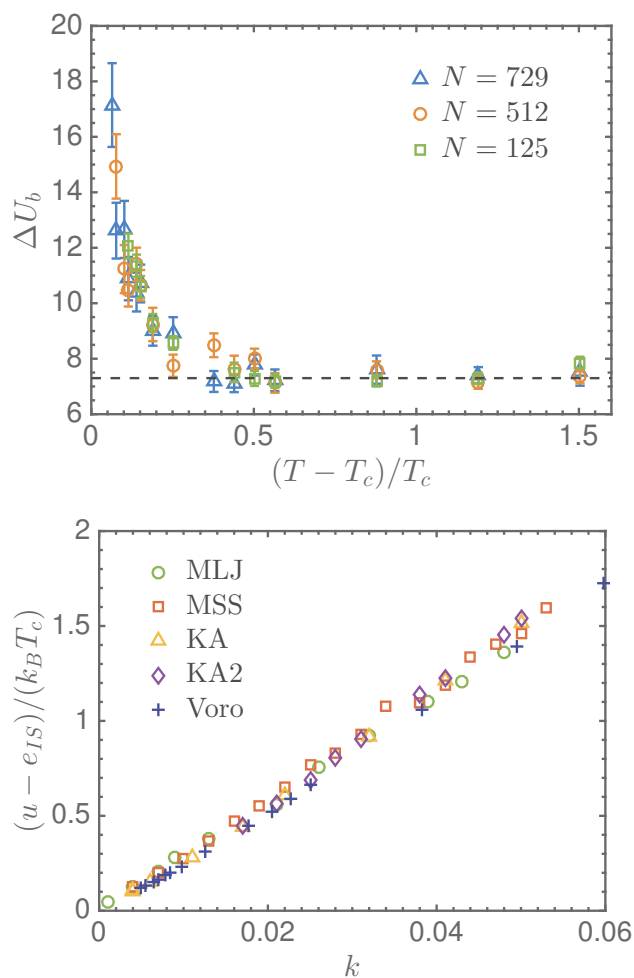 20
18
16
14
12
10
8
6
ΔU_b
N = 729
N = 512
N = 125
0 0.5 1 1.5
(T − T_c)/T_c
2
1.5
1
0.5
0
(u − e_{IS})/(k_B T_c)
MLJ
MSS
KA
KA2
Voro
0 0.02 0.04 0.06
k